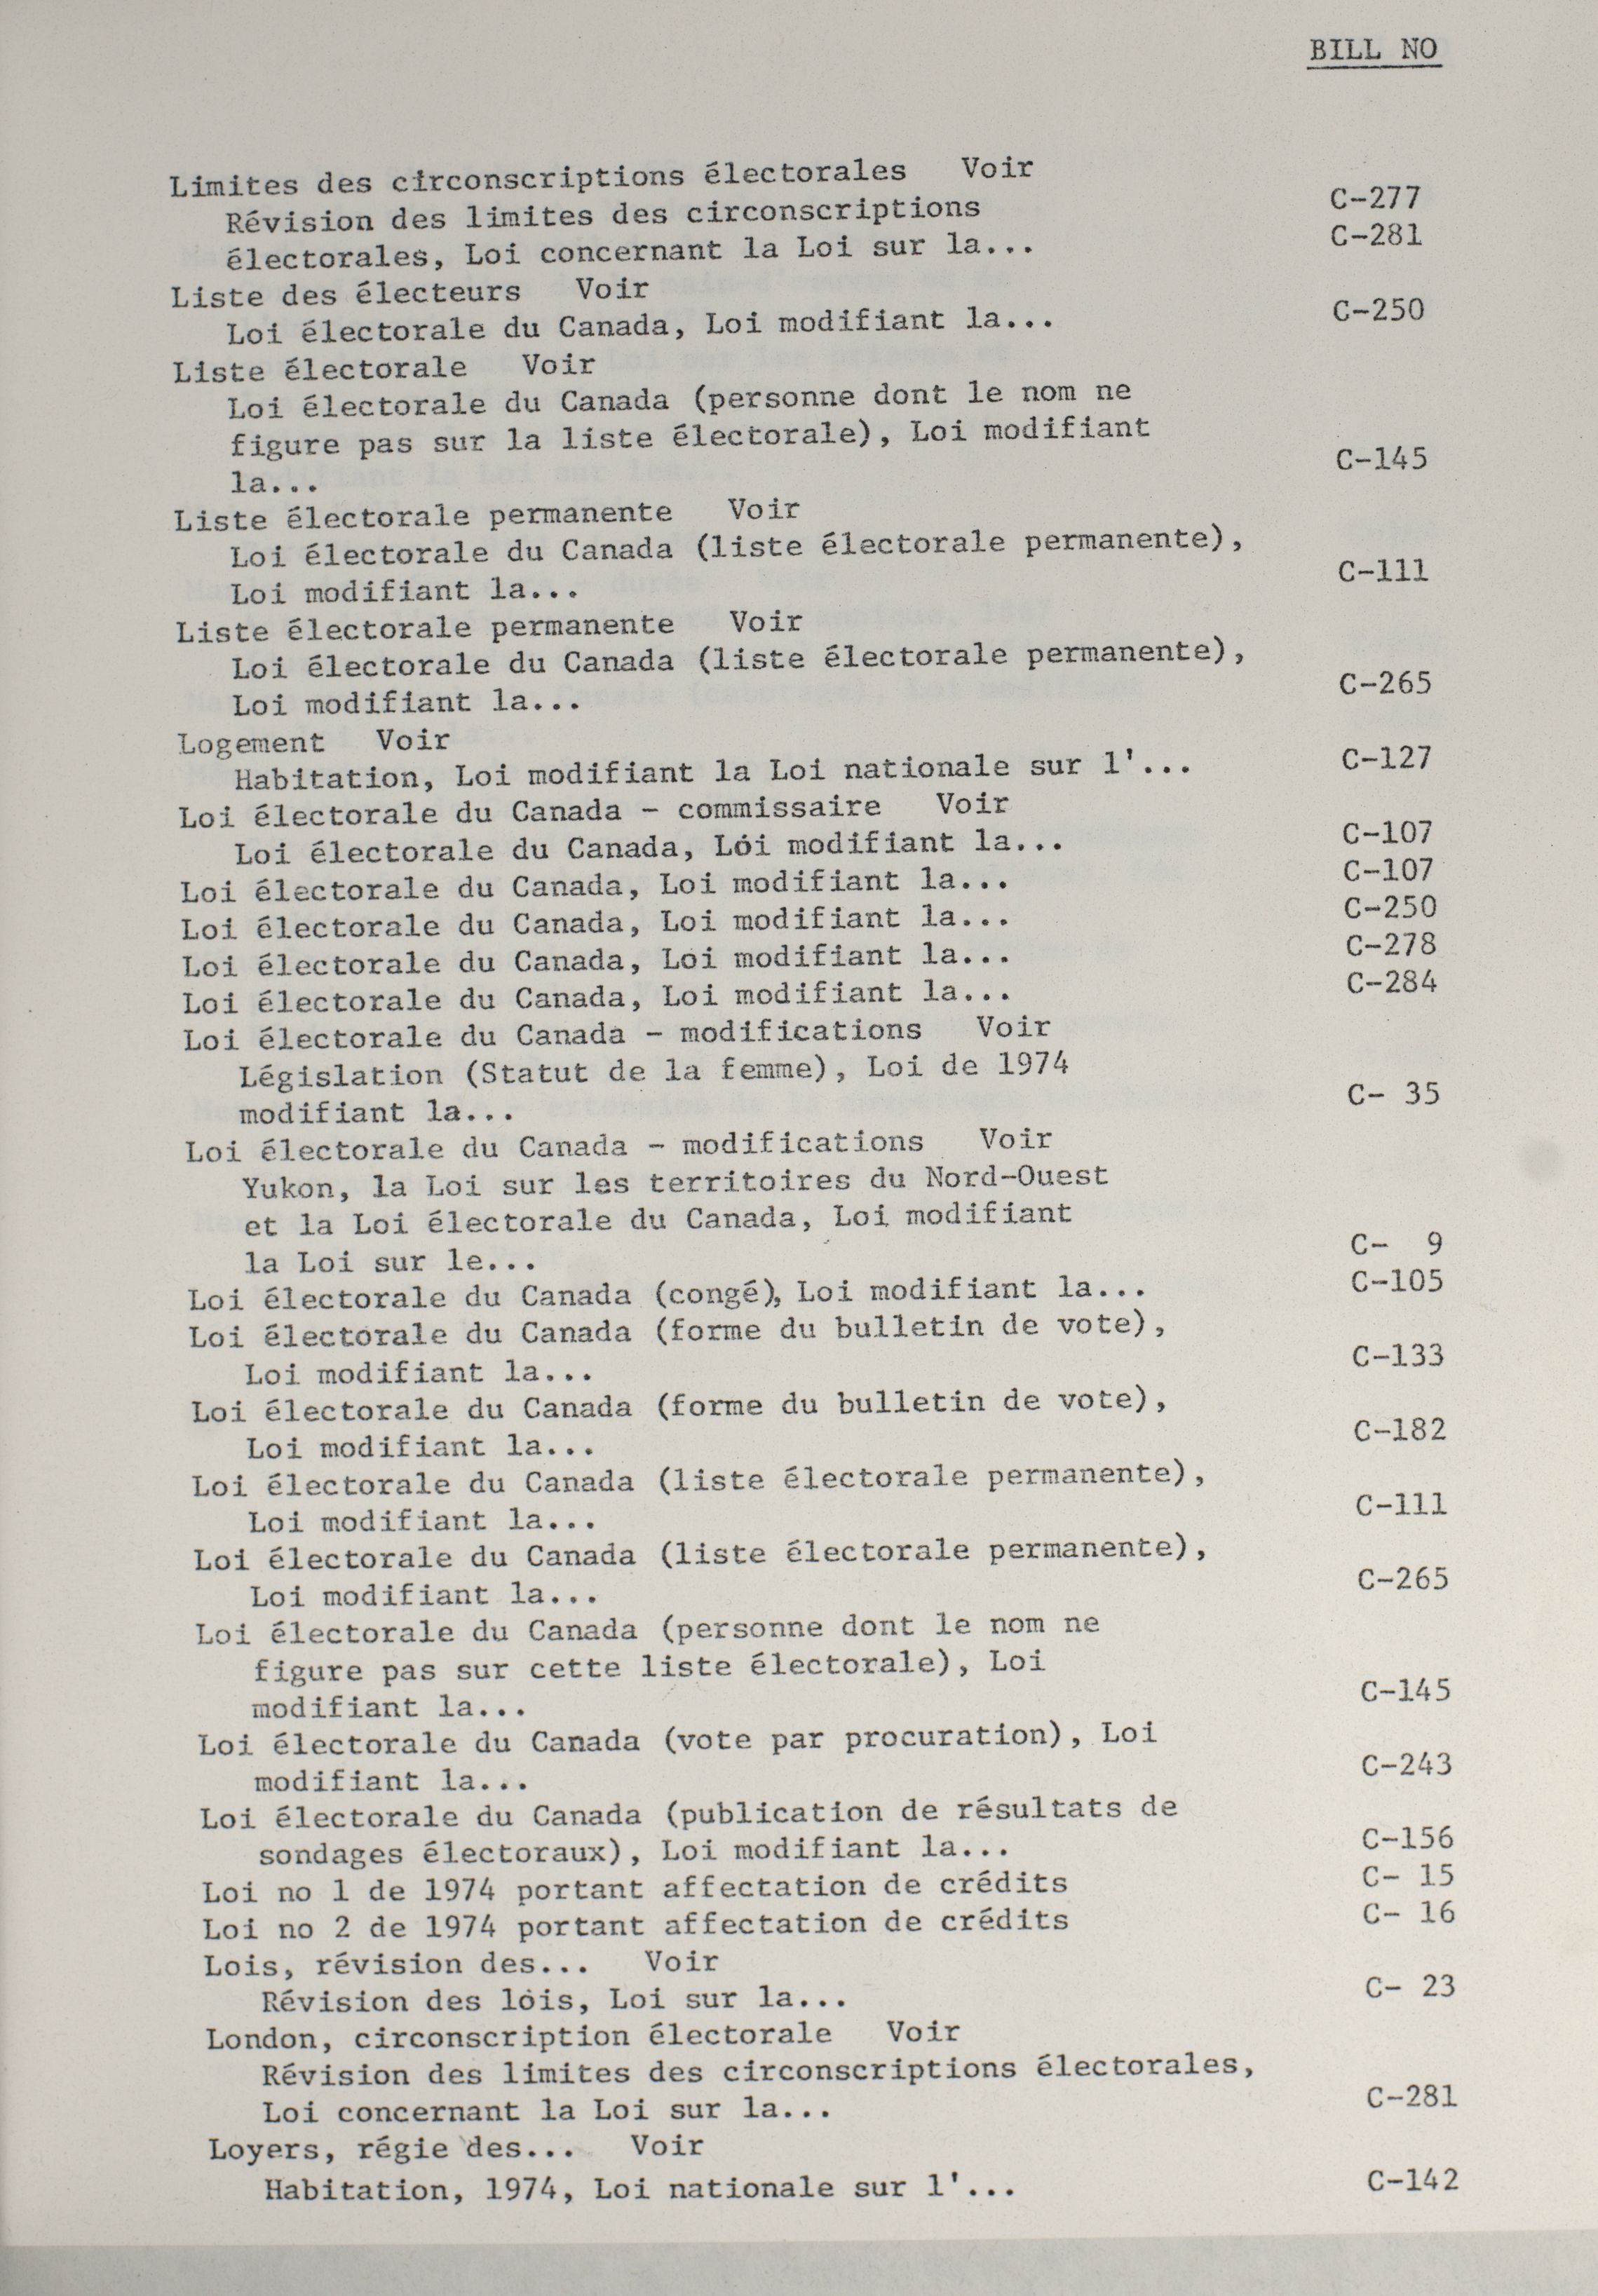 BILL NO
Limites des circonscriptions électorales Voir
Révision des limites des circonscriptions C-277
électorales, Loi concernant la Loi sur la... C-281
Liste des électeurs Voir
Loi électorale du Canada, Loi modifiant la... C-250
Liste électorale Voir
Loi électorale du Canada (personne dont le nom ne
figure pas sur la liste électorale), Loi modifiant
la... C-145
Liste électorale permanente Voir
Loi électorale du Canada (liste électorale permanente),
Loi modifiant la... C-111
Liste électorale permanente Voir
Loi électorale du Canada (liste électorale permanente),
Loi modifiant la... C-265
Logement Voir
Habitation, Loi modifiant la Loi nationale sur l'... C-127
Loi électorale du Canada - commissaire Voir
Loi électorale du Canada, Loi modifiant la... C-107
Loi électorale du Canada, Loi modifiant la... C-107
Loi électorale du Canada, Loi modifiant la... C-250
Loi électorale du Canada, Loi modifiant la... C-278
Loi électorale du Canada, Loi modifiant la... C-284
Loi électorale du Canada - modifications Voir
Législation (Statut de la femme), Loi de 1974
modifiant la... C- 35
Loi électorale du Canada - modifications Voir
Yukon, la Loi sur les territoires du Nord-Ouest
et la Loi électorale du Canada, Loi modifiant
la Loi sur le... C- 9
Loi électorale du Canada (congé), Loi modifiant la... C-105
Loi électorale du Canada (forme du bulletin de vote),
Loi modifiant la... C-133
Loi électorale du Canada (forme du bulletin de vote),
Loi modifiant la... C-182
Loi électorale du Canada (liste électorale permanente),
Loi modifiant la... C-111
Loi électorale du Canada (liste électorale permanente),
Loi modifiant la... C-265
Loi électorale du Canada (personne dont le nom ne
figure pas sur cette liste électorale), Loi
modifiant la... C-145
Loi électorale du Canada (vote par procuration), Loi
modifiant la... C-243
Loi électorale du Canada (publication de résultats de
sondages électoraux), Loi modifiant la... C-156
Loi no 1 de 1974 portant affectation de crédits C- 15
Loi no 2 de 1974 portant affectation de crédits C- 16
Lois, révision des... Voir
Révision des lois, Loi sur la... C- 23
London, circonscription électorale Voir
Révision des limites des circonscriptions électorales,
Loi concernant la Loi sur la... C-281
Loyers, régie des... Voir
Habitation, 1974, Loi nationale sur l'... C-142